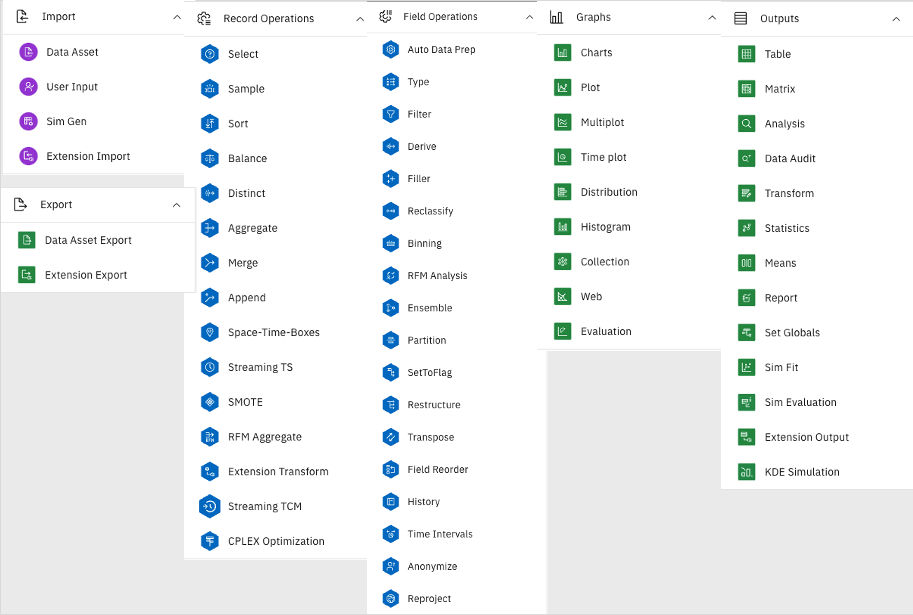 Import
Data Asset
User Input
Sim Gen
Extension Import
Export
Data Asset Export
Extension Export
Record Operations
Select
Sample
Sort
Balance
Distinct
Aggregate
Merge
Append
Space-Time-Boxes
Streaming TS
SMOTE
RFM Aggregate
Extension Transform
Streaming TCM
CPLEX Optimization
Field Operations
Auto Data Prep
Type
Filter
Derive
Filler
Reclassify
Binning
RFM Analysis
Ensemble
Partition
SetToFlag
Restructure
Transpose
Field Reorder
History
Time Intervals
Anonymize
Reproject
Graphs
Charts
Plot
Multiplot
Time plot
Distribution
Histogram
Collection
Web
Evaluation
Outputs
Table
Matrix
Analysis
Data Audit
Transform
Statistics
Means
Report
Set Globals
Sim Fit
Sim Evaluation
Extension Output
KDE Simulation